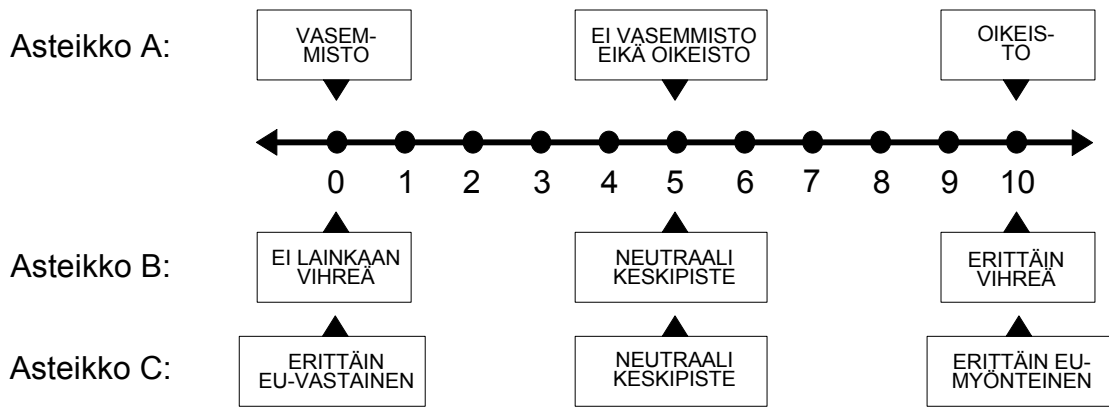 Asteikko A:
VASEM-
MISTO
EI VASEMMISTO
EIKÄ OIKEISTO
OIKEIS-
TO
0 1 2 3 4 5 6 7 8 9 10
Asteikko B:
EI LAINKAAN
VIHREÄ
NEUTRAALI
KESKIPISTE
ERITTÄIN
VIHREÄ
Asteikko C:
ERITTÄIN
EU-VASTAINEN
NEUTRAALI
KESKIPISTE
ERITTÄIN EU-
MYÖNTEINEN